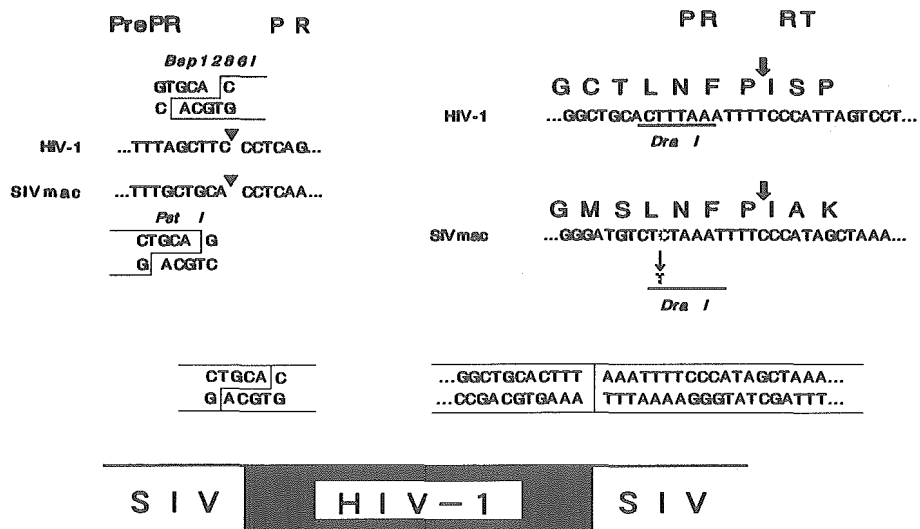 PrePR P R
Bsp1286I
GTGCA C
C ACGTG
HIV-1 ...TTTAGCTTC CCTCAG...
SIVmac ...TTTGCTGCA CCTCAA...
Pst I
CTGCA G
G ACGTC
PR RT
G C T L N F P I S P
HIV-1 ...GGCTGCACTTTAAATTTTCCCATTAGTCCT...
Dra I
G M S L N F P I A K
SIVmac ...GGGATGTCTCTAAATTTTCCCATAGCTAAA...
T
Dra I
CTGCA C
G ACGTG
...GGCTGCACTTT AAATTTTCCCATAGCTAAA...
...CCGACGTGAAA TTTAAAAGGGTATCGATTT...
S I V H I V - 1 S I V